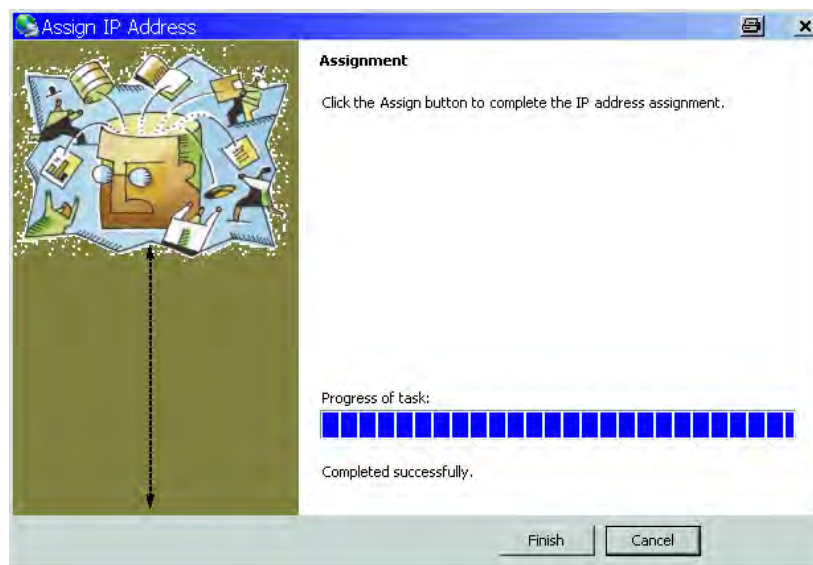 Assign IP Address
Assignment
Click the Assign button to complete the IP address assignment.
Progress of task:
Completed successfully.
Finish
Cancel